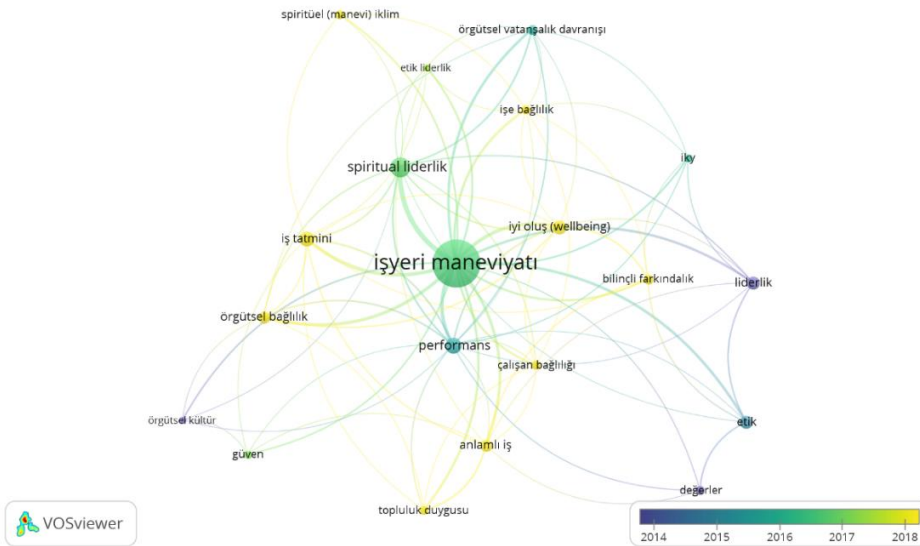 spiritüel (manevi) iklim
örgütsel vatanşalık davranışı
etik liderlik
işe bağlılık
iky
spiritual liderlik
iyi oluş (wellbeing)
iş tatmini
işyeri maneviyatı
bilinçli farkındalık
liderlik
örgütsel bağlılık
performans
çalışan bağlılığı
örgütsel kültür
etik
anlamlı iş
güven
değerler
topluluk duygusu
VOSviewer
2014 2015 2016 2017 2018